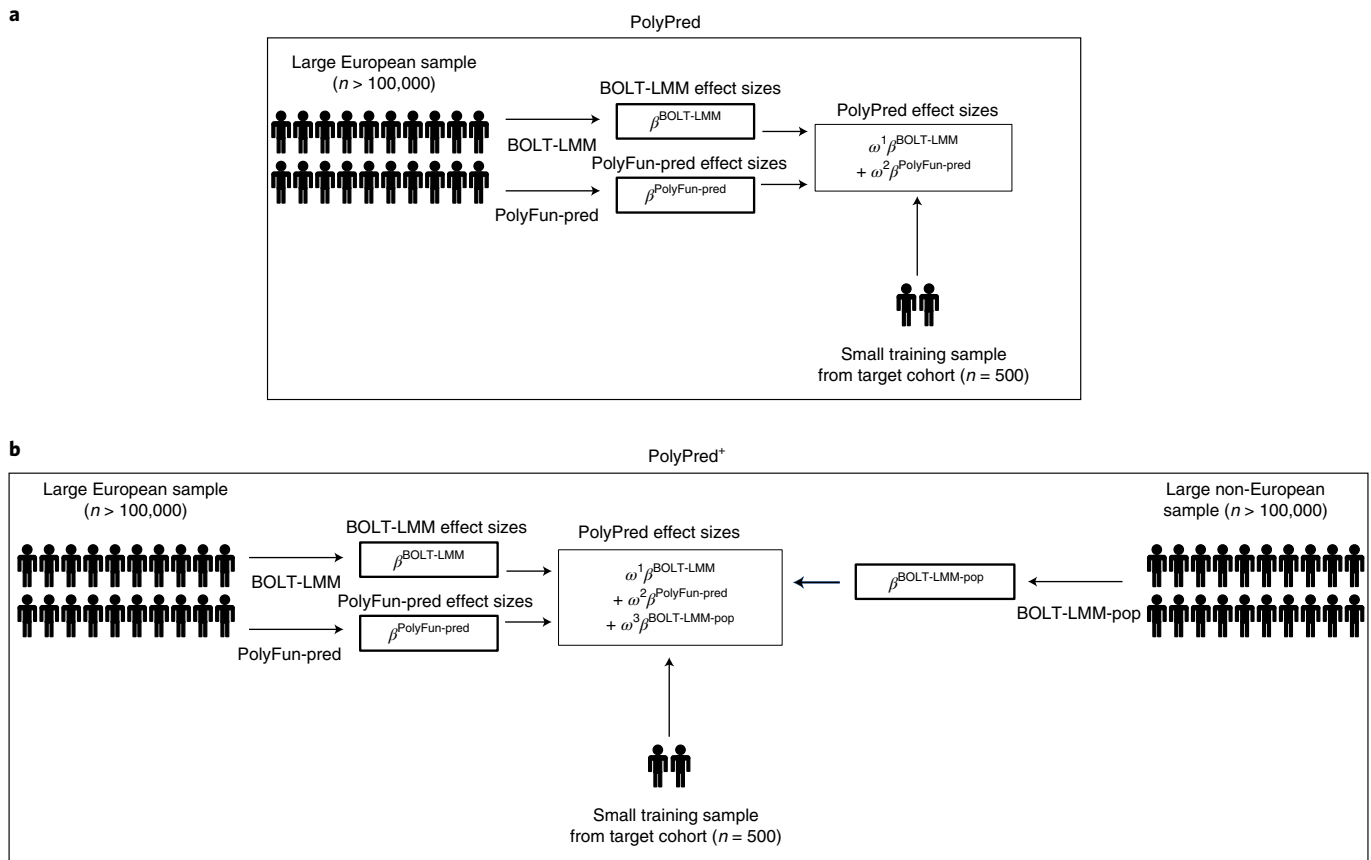 a
PolyPred
Large European sample
(n > 100,000)
BOLT-LMM
PolyFun-pred
BOLT-LMM effect sizes
β^BOLT-LMM
PolyFun-pred effect sizes
β^PolyFun-pred
PolyPred effect sizes
ω^1β^BOLT-LMM
+ ω^2β^PolyFun-pred
Small training sample
from target cohort (n = 500)
b
PolyPred+
Large European sample
(n > 100,000)
BOLT-LMM
PolyFun-pred
BOLT-LMM effect sizes
β^BOLT-LMM
PolyFun-pred effect sizes
β^PolyFun-pred
PolyPred effect sizes
ω^1β^BOLT-LMM
+ ω^2β^PolyFun-pred
+ ω^3β^BOLT-LMM-pop
β^BOLT-LMM-pop
BOLT-LMM-pop
Large non-European
sample (n > 100,000)
Small training sample
from target cohort (n = 500)